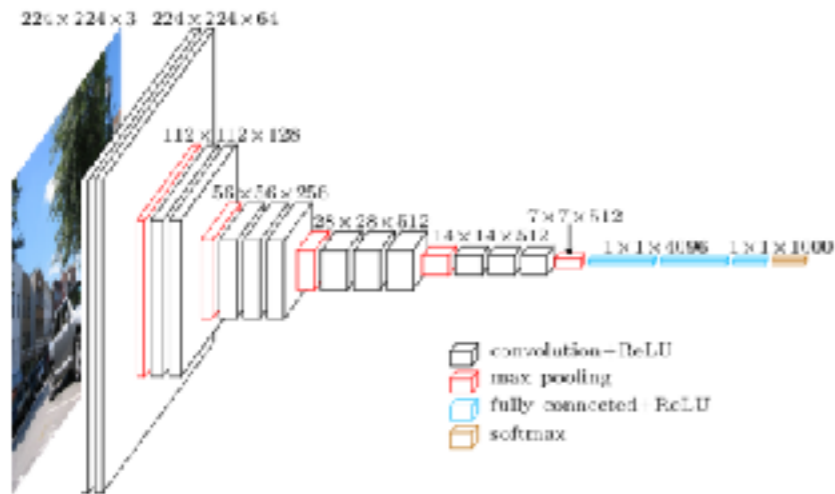 224 × 224 × 3
224 × 224 × 64
112 × 112 × 128
56 × 56 × 256
28 × 28 × 512
14 × 14 × 512
7 × 7 × 512
1 × 1 × 4096
1 × 1 × 1000
convolution+ReLU
max pooling
fully connected+ReLU
softmax